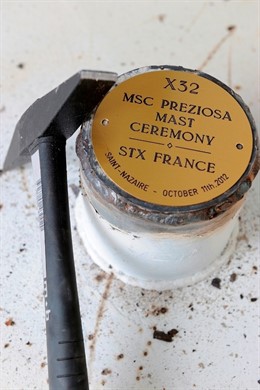 X32
MSC PREZIOSA
MAST
CEREMONY
STX FRANCE
SAINT-NAZAIRE - OCTOBER 11th.2012